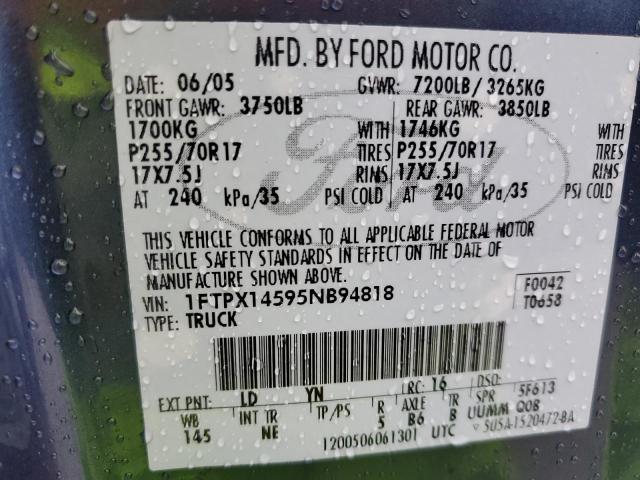 MFD. BY FORD MOTOR CO.
DATE: 06/05 GVWR: 7200LB / 3265KG
FRONT GAWR: 3750LB REAR GAWR: 3850LB
1700KG WITH 1746KG WITH
P255/70R17 TIRES P255/70R17 TIRES
17X7.5J RIMS 17X7.5J RIMS
AT 240 kPa/35 PSI COLD AT 240 kPa/35 PSI COLD
Ford
THIS VEHICLE CONFORMS TO ALL APPLICABLE FEDERAL MOTOR
VEHICLE SAFETY STANDARDS IN EFFECT ON THE DATE OF
MANUFACTURE SHOWN ABOVE.
VIN: 1FTPX14595NB94818 F0042
TYPE: TRUCK T0658
EXT PNT: LD YN RC: 16 DSO: 5F613
WB INT TR TP/PS R AXLE TR SPR
145 NE 5 B6 B UUMM Q0B
1200506061301 UTC 5U5A-1520472-BA